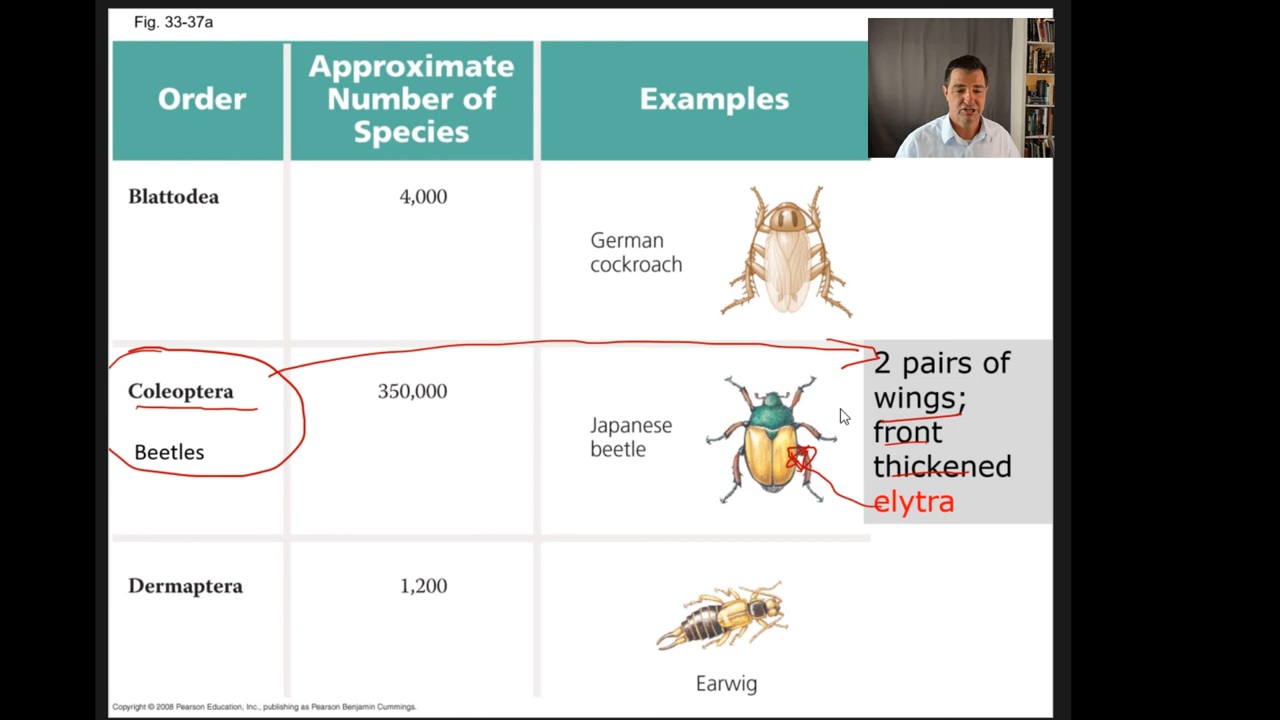 Fig. 33-37a
Order
Approximate
Number of
Species
Examples
Blattodea
4,000
German
cockroach
Coleoptera
Beetles
350,000
Japanese
beetle
2 pairs of
wings;
front
thickened
elytra
Dermaptera
1,200
Earwig
Copyright © 2008 Pearson Education, Inc., publishing as Pearson Benjamin Cummings.